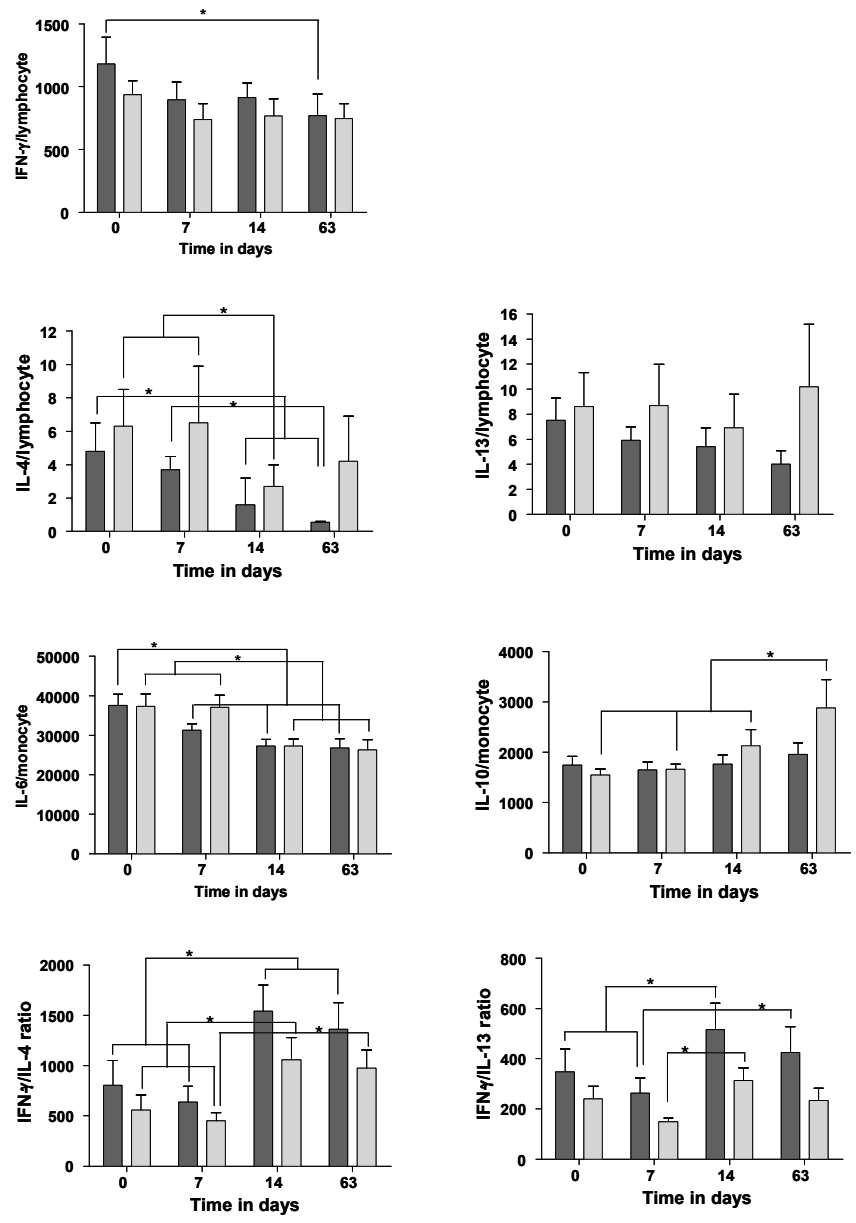 *
1500
1000
500
0
IFN-γ/lymphocyte
0 7 14 63
Time in days
*
*
*
12
10
8
6
4
2
0
IL-4/lymphocyte
0 7 14 63
Time in days
16
14
12
10
8
6
4
2
0
IL-13/lymphocyte
0 7 14 63
Time in days
*
*
50000
40000
30000
20000
10000
0
IL-6/monocyte
0 7 14 63
Time in days
*
4000
3000
2000
1000
0
IL-10/monocyte
0 7 14 63
Time in days
*
*
*
2000
1500
1000
500
0
IFNγ/IL-4 ratio
0 7 14 63
Time in days
*
*
*
800
600
400
200
0
IFNγ/IL-13 ratio
0 7 14 63
Time in days